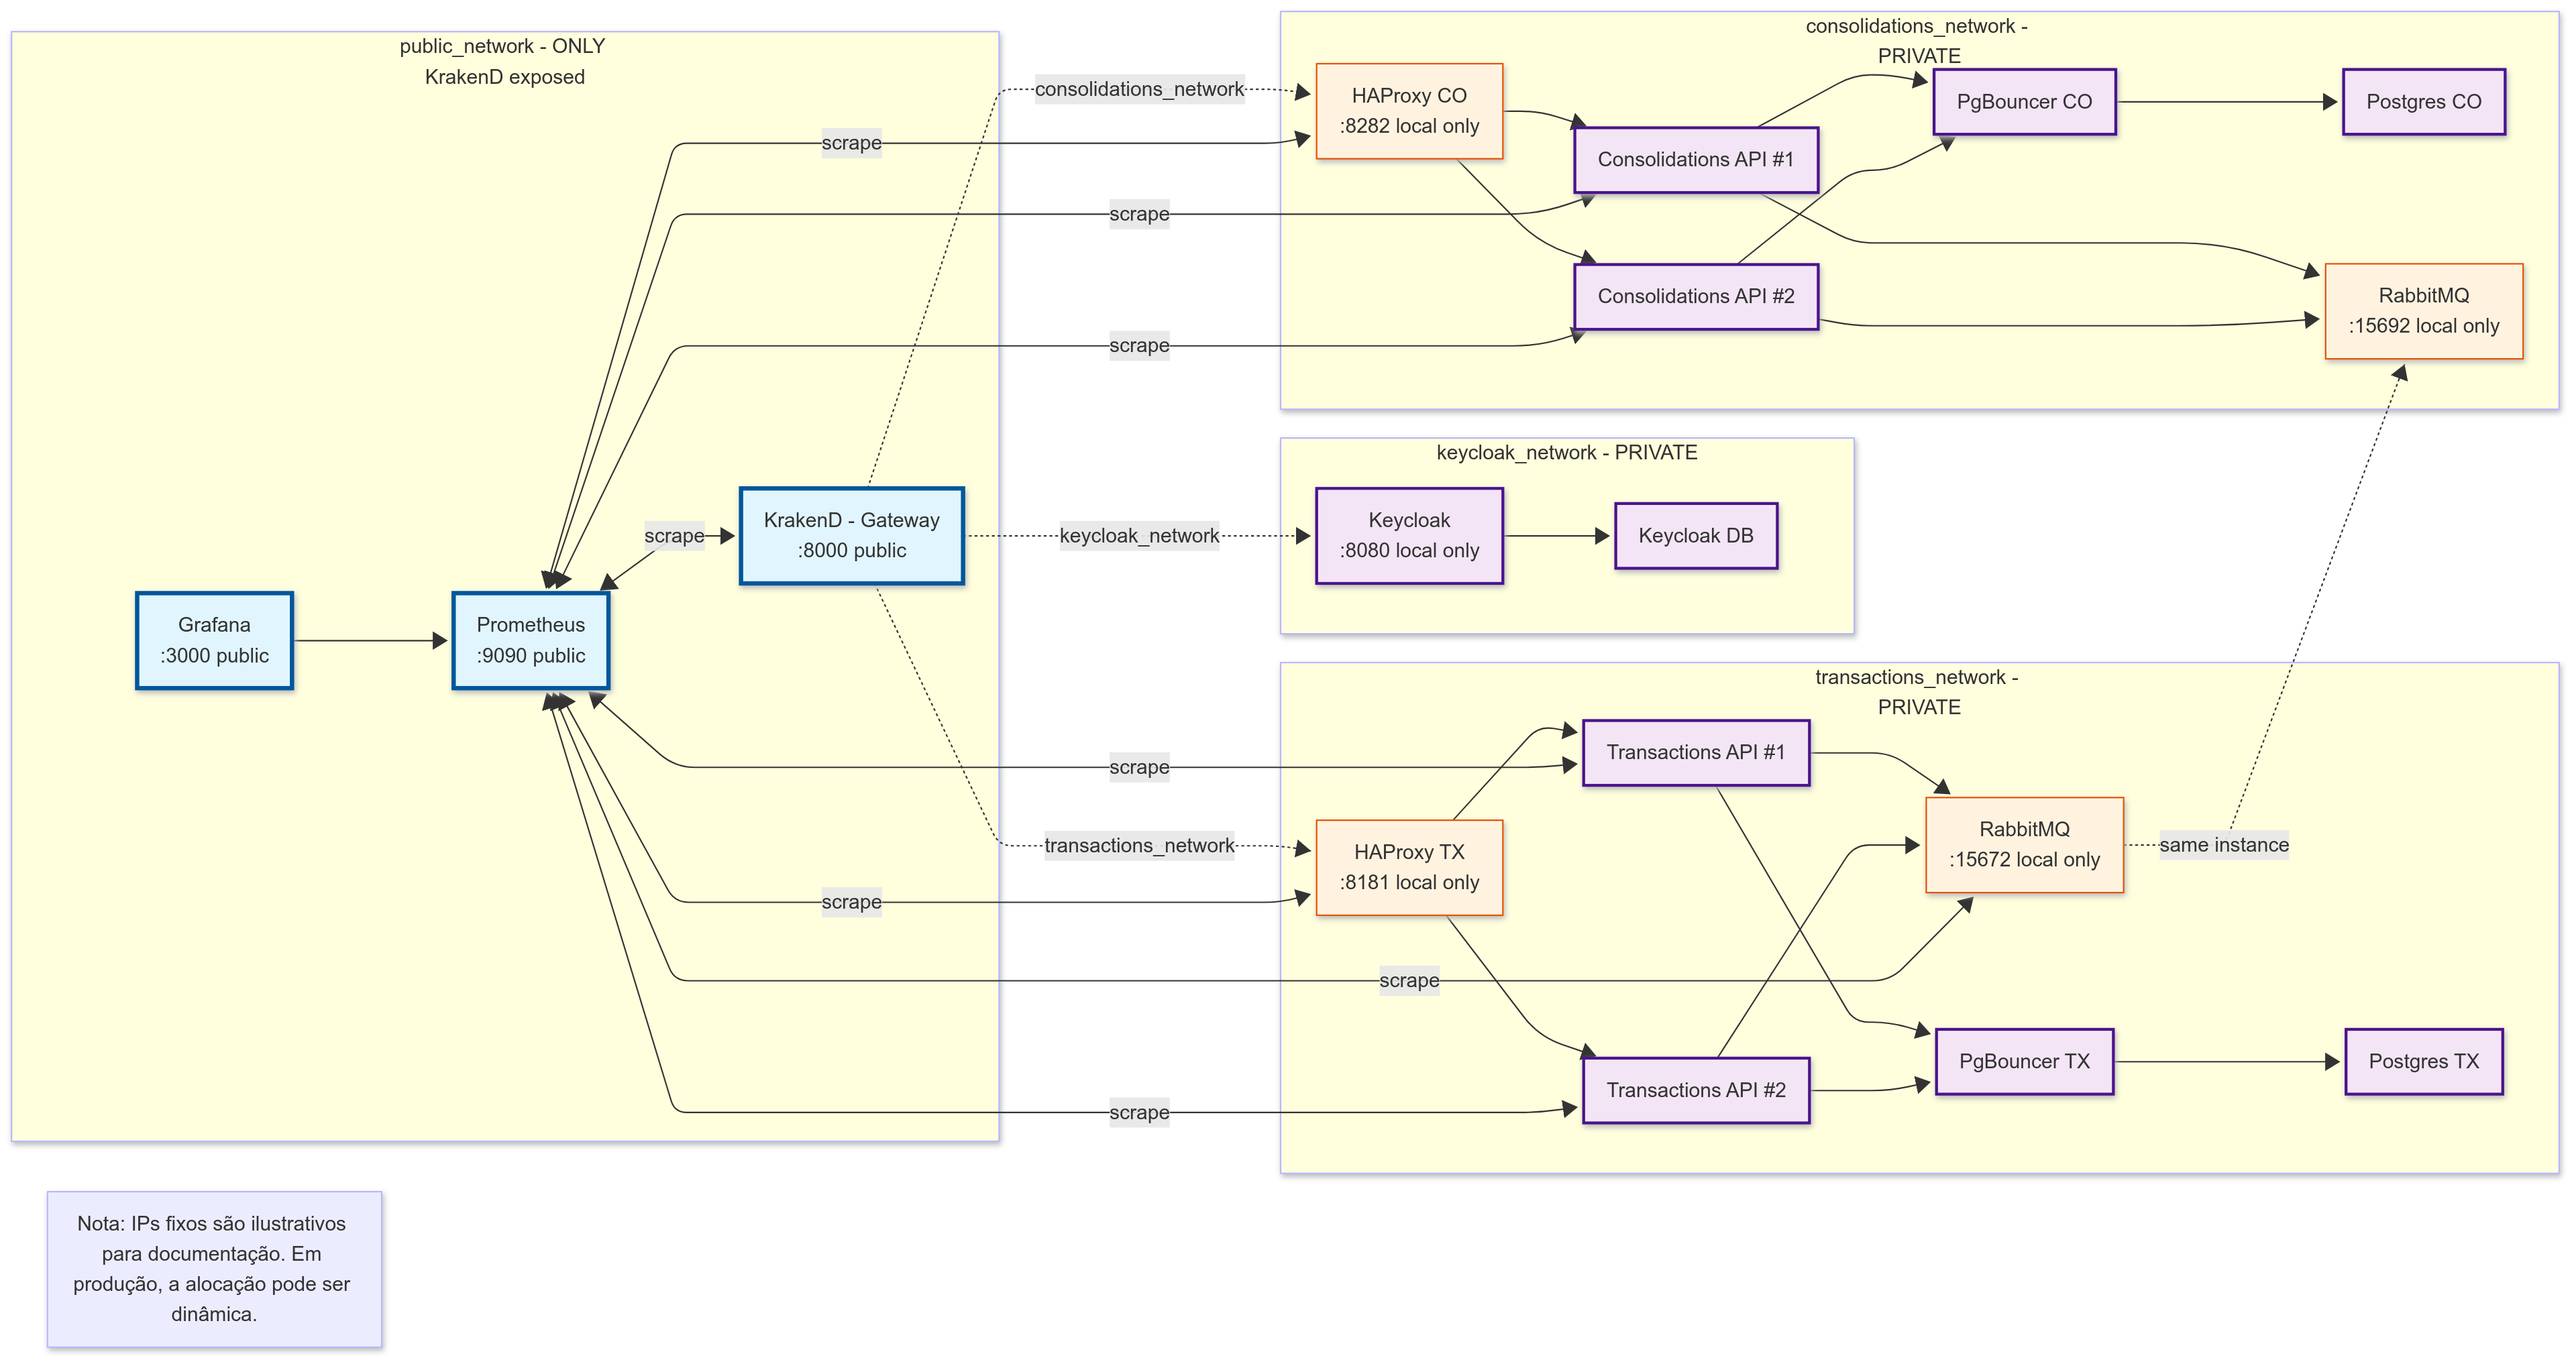 public_network - ONLY
KrakenD exposed
consolidations_network -
PRIVATE
consolidations_network
HAProxy CO
:8282 local only
PgBouncer CO
Postgres CO
scrape
Consolidations API #1
scrape
Consolidations API #2
RabbitMQ
:15692 local only
scrape
keycloak_network - PRIVATE
scrape
KrakenD - Gateway
:8000 public
keycloak_network
Keycloak
:8080 local only
Keycloak DB
Grafana
:3000 public
Prometheus
:9090 public
transactions_network -
PRIVATE
scrape
Transactions API #1
transactions_network
HAProxy TX
:8181 local only
RabbitMQ
:15672 local only
same instance
scrape
scrape
PgBouncer TX
Postgres TX
scrape
Transactions API #2
Nota: IPs fixos são ilustrativos
para documentação. Em
produção, a alocação pode ser
dinâmica.